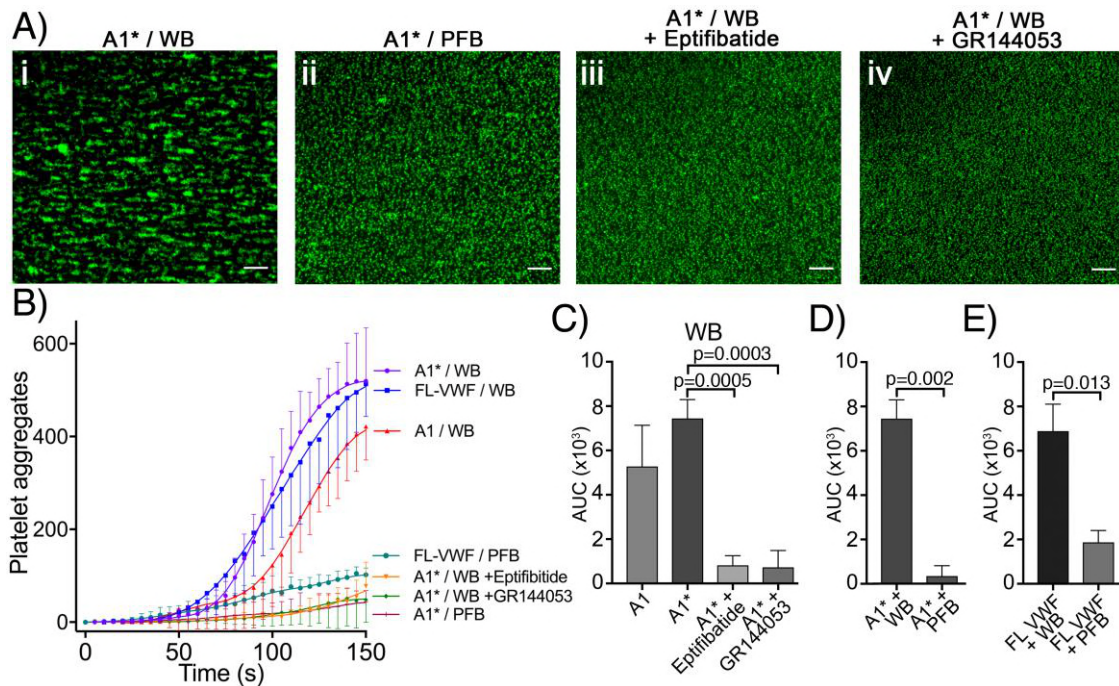 A)
A1* / WB
A1* / PFB
A1* / WB
+ Eptifibatide
A1* / WB
+ GR144053
i
ii
iii
iv
B)
Platelet aggregates
600
400
200
0
0
50
100
150
Time (s)
A1* / WB
FL-VWF / WB
A1 / WB
FL-VWF / PFB
A1* / WB +Eptifibitide
A1* / WB +GR144053
A1* / PFB
C)
WB
AUC (x10³)
10
8
6
4
2
0
p=0.0003
p=0.0005
A1
A1*
A1* +
Eptifibatide
A1* +
GR144053
D)
AUC (x10³)
10
8
6
4
2
0
p=0.002
A1* +
WB
A1* +
PFB
E)
AUC (x10³)
10
8
6
4
2
0
p=0.013
FL VWF
+ WB
FL VWF
+ PFB